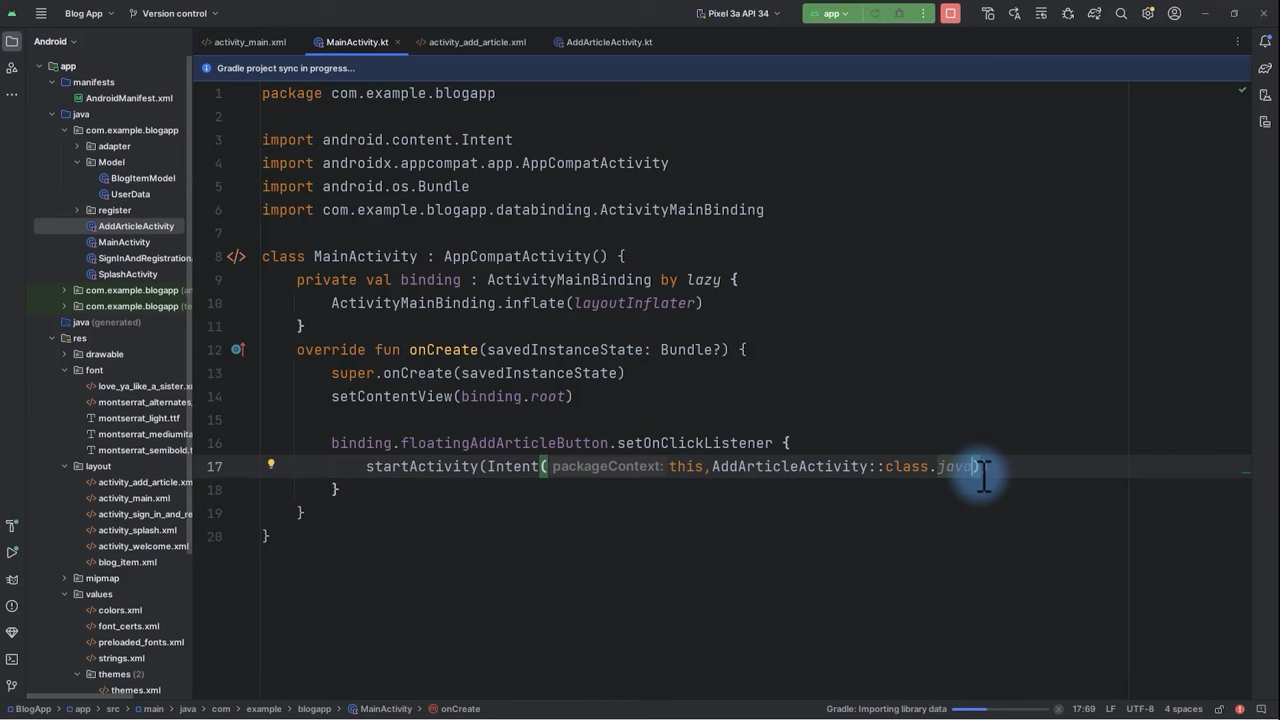 Blog App
Version control
Pixel 3a API 34
app
Android
activity_main.xml
MainActivity.kt
activity_add_article.xml
AddArticleActivity.kt
Gradle project sync in progress...
app
manifests
AndroidManifest.xml
java
com.example.blogapp
adapter
Model
BlogItemModel
UserData
register
AddArticleActivity
MainActivity
SignInAndRegistration
SplashActivity
com.example.blogapp (
com.example.blogapp (te
java (generated)
res
drawable
font
love_ya_like_a_sister.x
montserrat_alternates_
montserrat_light.ttf
montserrat_mediumita
montserrat_semibold.t
layout
activity_add_article.xm
activity_main.xml
activity_sign_in_and_re
activity_splash.xml
activity_welcome.xml
blog_item.xml
mipmap
values
colors.xml
font_certs.xml
preloaded_fonts.xml
strings.xml
themes (2)
themes.xml
1 package com.example.blogapp
2
3 import android.content.Intent
4 import androidx.appcompat.app.AppCompatActivity
5 import android.os.Bundle
6 import com.example.blogapp.databinding.ActivityMainBinding
7
8 class MainActivity : AppCompatActivity() {
9 private val binding : ActivityMainBinding by lazy {
10 ActivityMainBinding.inflate(layoutInflater)
11 }
12 override fun onCreate(savedInstanceState: Bundle?) {
13 super.onCreate(savedInstanceState)
14 setContentView(binding.root)
15
16 binding.floatingAddArticleButton.setOnClickListener {
17 startActivity(Intent( packageContext: this,AddArticleActivity::class.java)
18 }
19 }
20 }
BlogApp
app
src
main
java
com
example
blogapp
MainActivity
onCreate
Gradle: Importing library data
17:69
LF
UTF-8
4 spaces